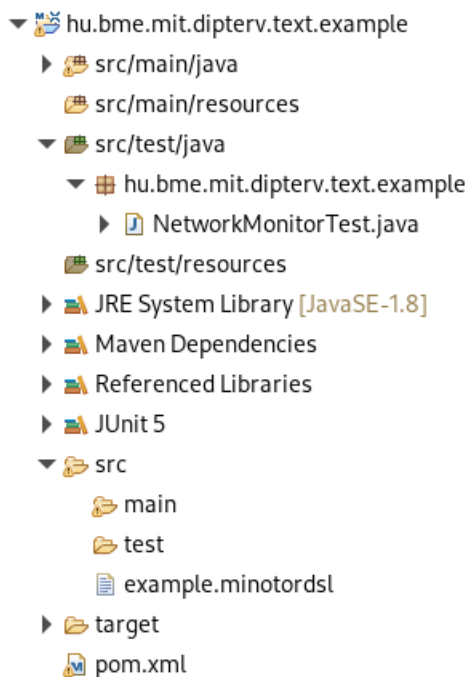 hu.bme.mit.dipterv.text.example
src/main/java
src/main/resources
src/test/java
hu.bme.mit.dipterv.text.example
NetworkMonitorTest.java
src/test/resources
JRE System Library [JavaSE-1.8]
Maven Dependencies
Referenced Libraries
JUnit 5
src
main
test
example.minotordsl
target
pom.xml